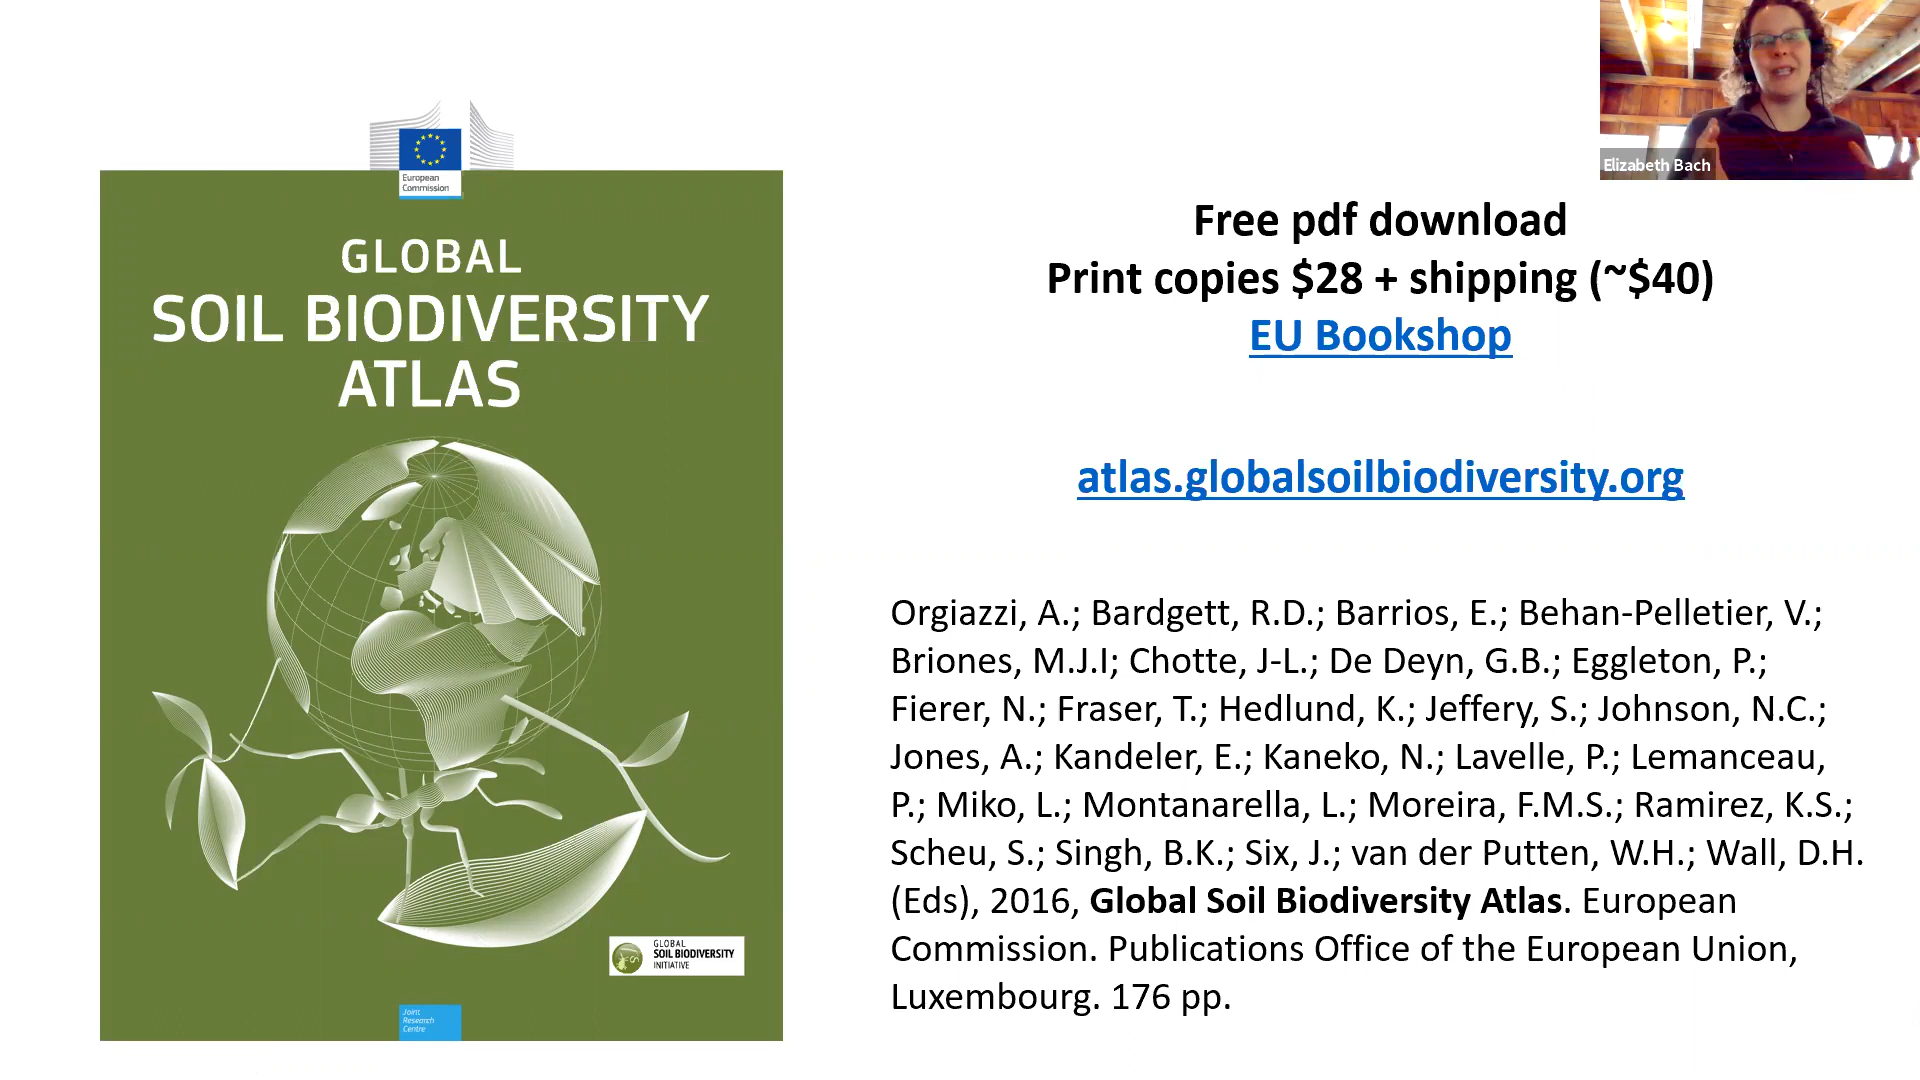 Elizabeth Bach
European
Commission
GLOBAL
SOIL BIODIVERSITY
ATLAS
GLOBAL
SOIL BIODIVERSITY
INITIATIVE
Joint
Research
Centre
Free pdf download
Print copies $28 + shipping (~$40)
EU Bookshop
atlas.globalsoilbiodiversity.org
Orgiazzi, A.; Bardgett, R.D.; Barrios, E.; Behan-Pelletier, V.;
Briones, M.J.I; Chotte, J-L.; De Deyn, G.B.; Eggleton, P.;
Fierer, N.; Fraser, T.; Hedlund, K.; Jeffery, S.; Johnson, N.C.;
Jones, A.; Kandeler, E.; Kaneko, N.; Lavelle, P.; Lemanceau,
P.; Miko, L.; Montanarella, L.; Moreira, F.M.S.; Ramirez, K.S.;
Scheu, S.; Singh, B.K.; Six, J.; van der Putten, W.H.; Wall, D.H.
(Eds), 2016, Global Soil Biodiversity Atlas. European
Commission. Publications Office of the European Union,
Luxembourg. 176 pp.